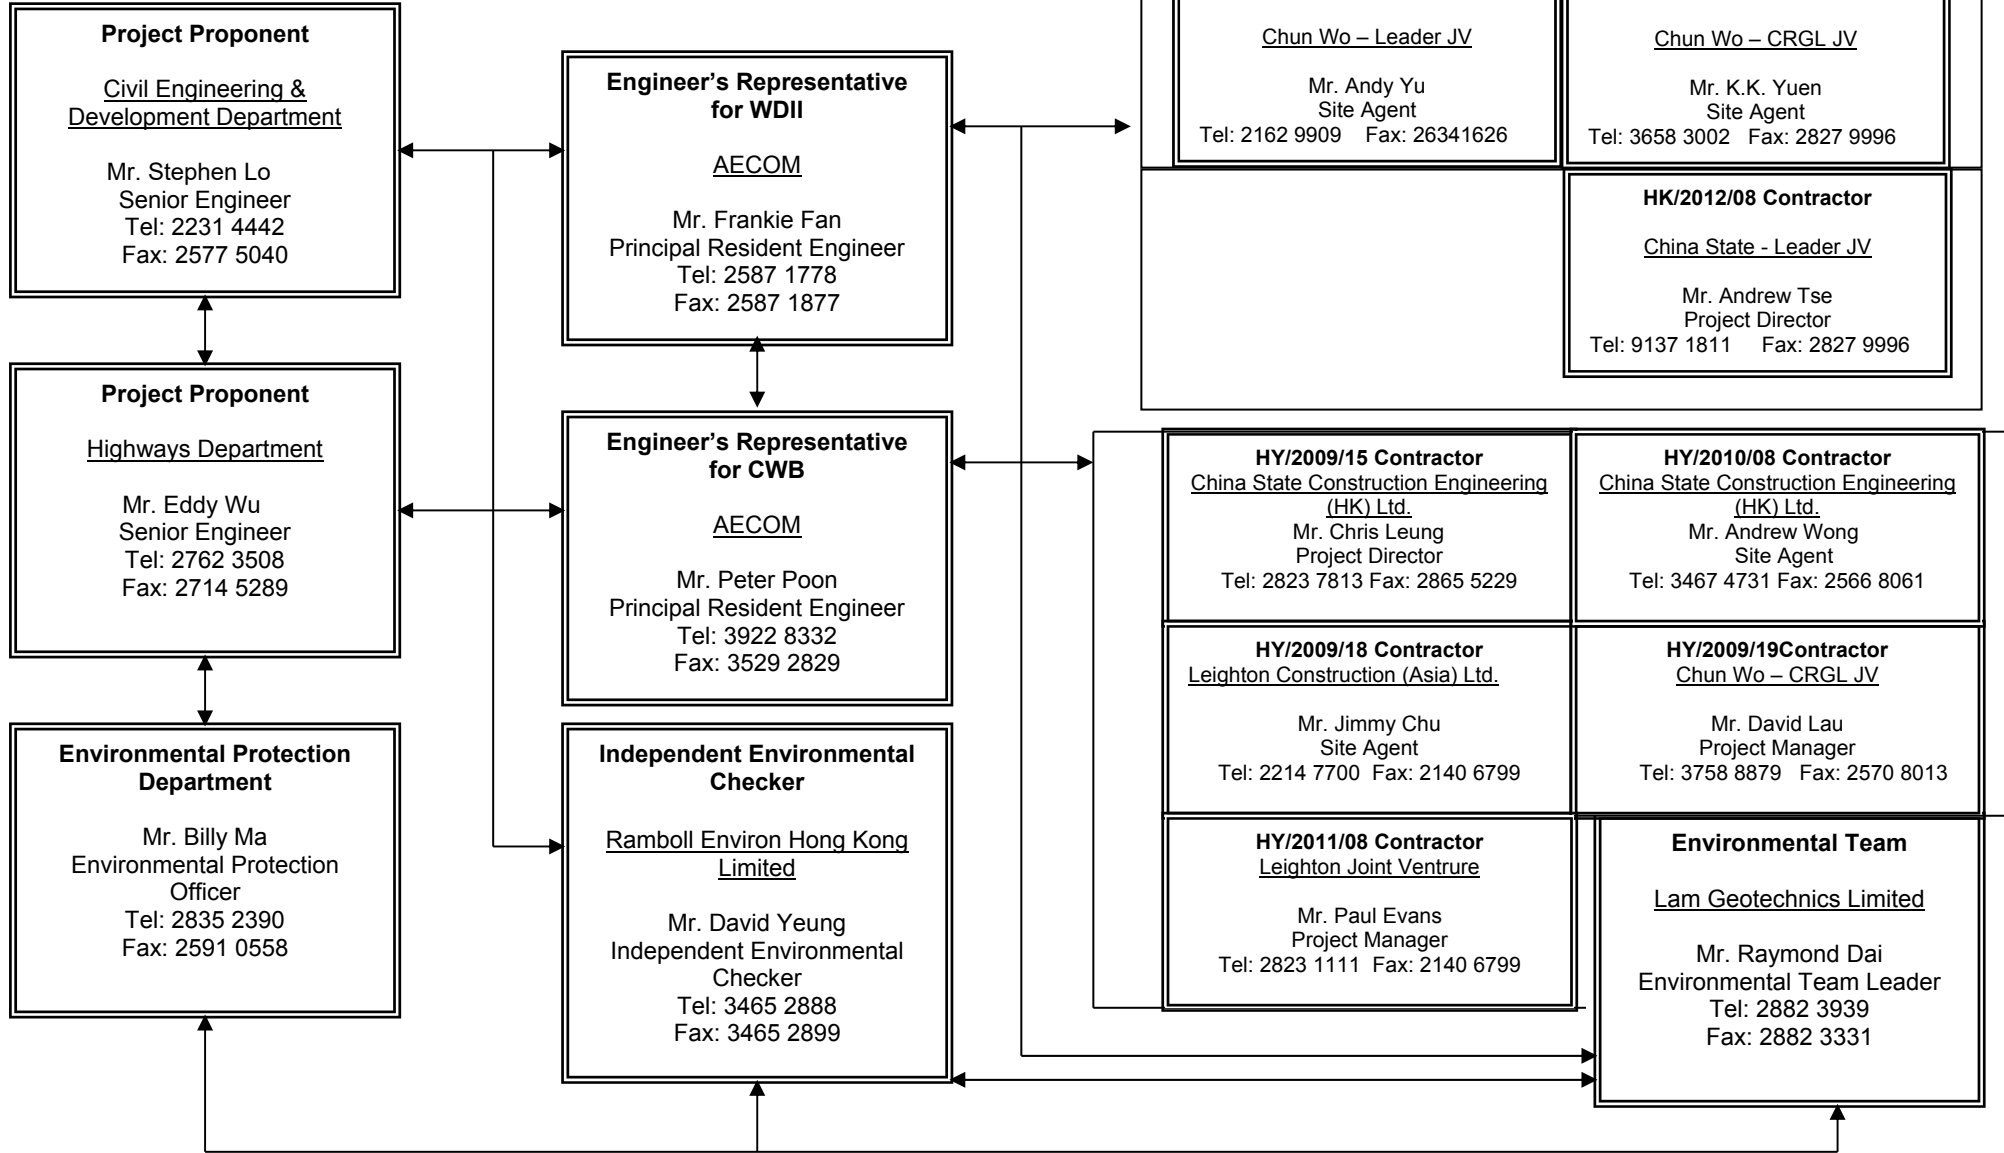 Project Proponent
Civil Engineering &
Development Department
Mr. Stephen Lo
Senior Engineer
Tel: 2231 4442
Fax: 2577 5040
Project Proponent
Highways Department
Mr. Eddy Wu
Senior Engineer
Tel: 2762 3508
Fax: 2714 5289
Environmental Protection
Department
Mr. Billy Ma
Environmental Protection
Officer
Tel: 2835 2390
Fax: 2591 0558
Engineer’s Representative
for WDII
AECOM
Mr. Frankie Fan
Principal Resident Engineer
Tel: 2587 1778
Fax: 2587 1877
Engineer’s Representative
for CWB
AECOM
Mr. Peter Poon
Principal Resident Engineer
Tel: 3922 8332
Fax: 3529 2829
Independent Environmental
Checker
Ramboll Environ Hong Kong
Limited
Mr. David Yeung
Independent Environmental
Checker
Tel: 3465 2888
Fax: 3465 2899
Chun Wo – Leader JV
Mr. Andy Yu
Site Agent
Tel: 2162 9909 Fax: 26341626
Chun Wo – CRGL JV
Mr. K.K. Yuen
Site Agent
Tel: 3658 3002 Fax: 2827 9996
HK/2012/08 Contractor
China State - Leader JV
Mr. Andrew Tse
Project Director
Tel: 9137 1811 Fax: 2827 9996
HY/2009/15 Contractor
China State Construction Engineering
(HK) Ltd.
Mr. Chris Leung
Project Director
Tel: 2823 7813 Fax: 2865 5229
HY/2010/08 Contractor
China State Construction Engineering
(HK) Ltd.
Mr. Andrew Wong
Site Agent
Tel: 3467 4731 Fax: 2566 8061
HY/2009/18 Contractor
Leighton Construction (Asia) Ltd.
Mr. Jimmy Chu
Site Agent
Tel: 2214 7700 Fax: 2140 6799
HY/2009/19Contractor
Chun Wo – CRGL JV
Mr. David Lau
Project Manager
Tel: 3758 8879 Fax: 2570 8013
HY/2011/08 Contractor
Leighton Joint Ventrure
Mr. Paul Evans
Project Manager
Tel: 2823 1111 Fax: 2140 6799
Environmental Team
Lam Geotechnics Limited
Mr. Raymond Dai
Environmental Team Leader
Tel: 2882 3939
Fax: 2882 3331